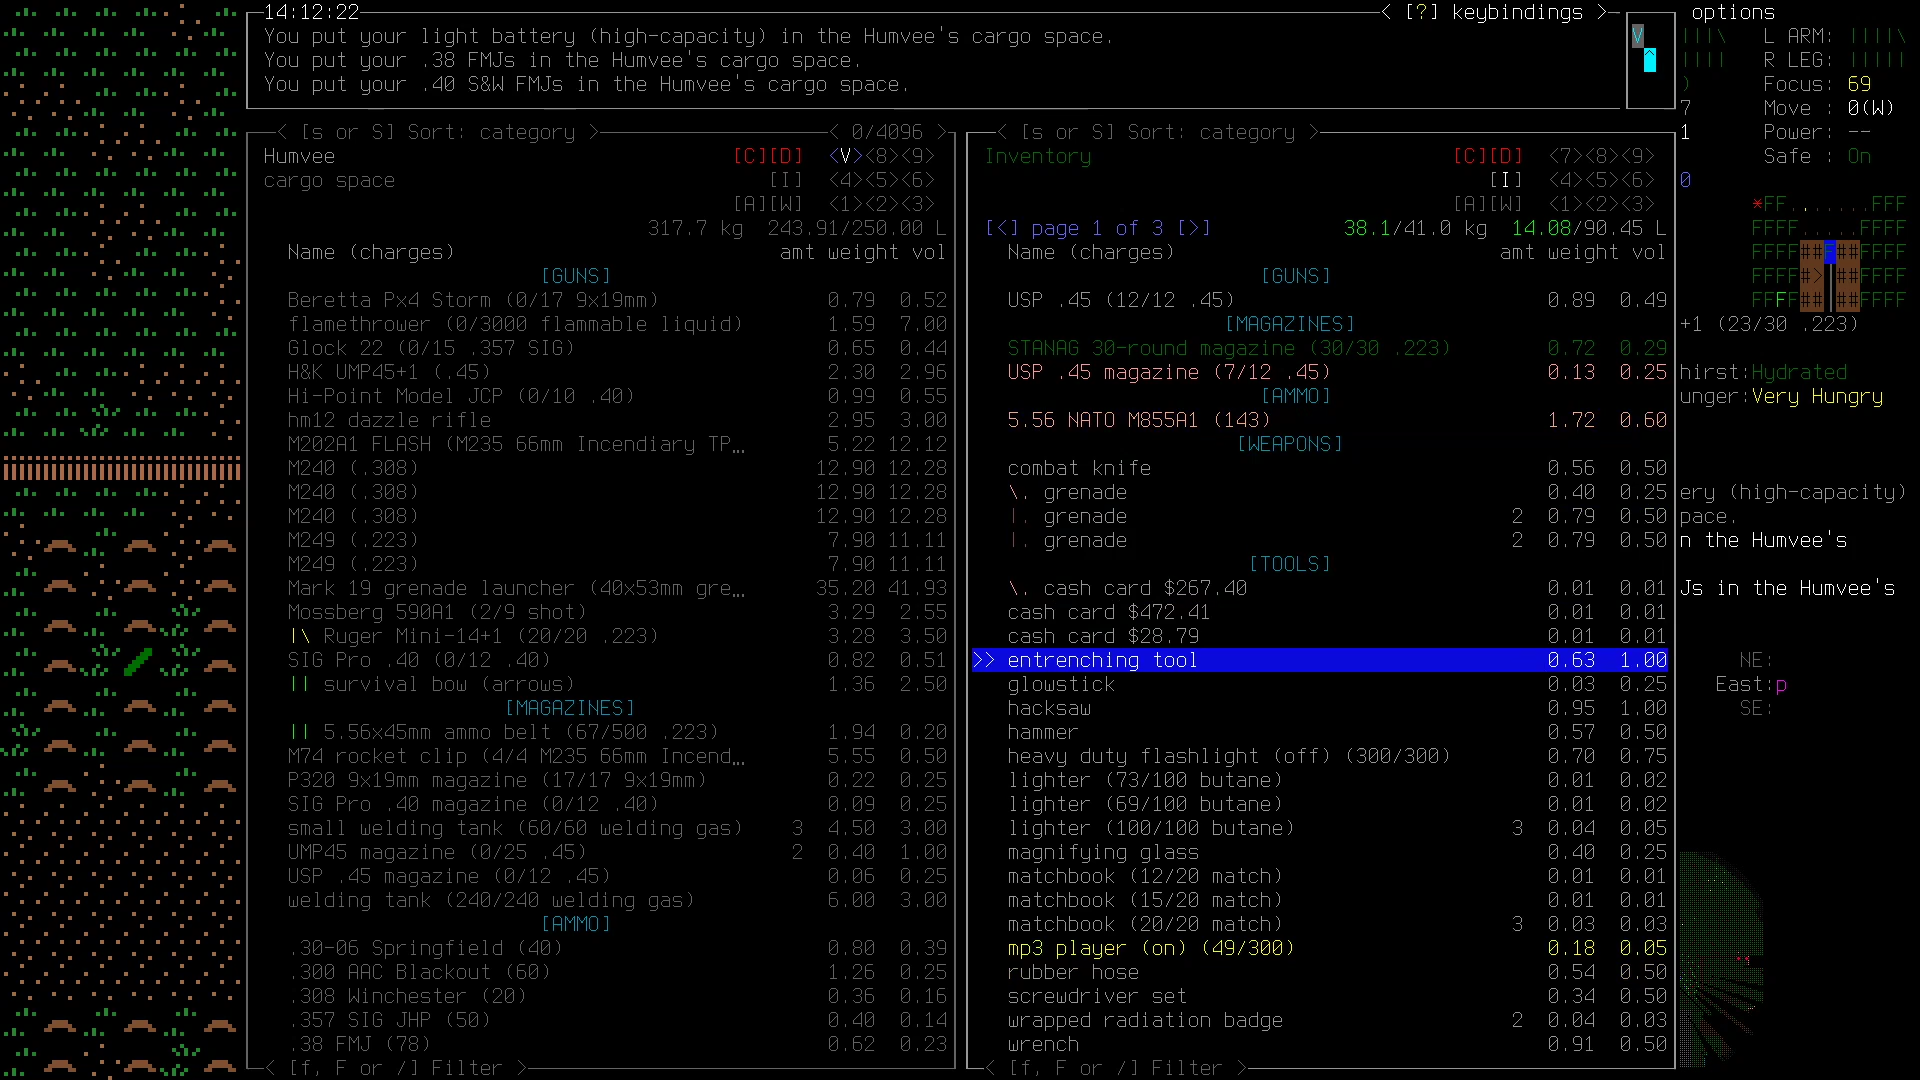 14:12:22 < [?] keybindings > options
You put your light battery (high-capacity) in the Humvee's cargo space.
You put your .38 FMJs in the Humvee's cargo space.
You put your .40 S&W FMJs in the Humvee's cargo space.
V
^
L ARM: ||||\
R LEG: |||||
) Focus: 69
7 Move : 0(W)
1 Power: --
Safe : On
0
< [s or S] Sort: category > < 0/4096 >
Humvee [C][D] <V><8><9>
cargo space [I] <4><5><6>
[A][W] <1><2><3>
317.7 kg 243.91/250.00 L
Name (charges) amt weight vol
[GUNS]
Beretta Px4 Storm (0/17 9x19mm) 0.79 0.52
flamethrower (0/3000 flammable liquid) 1.59 7.00
Glock 22 (0/15 .357 SIG) 0.65 0.44
H&K UMP45+1 (.45) 2.30 2.96
Hi-Point Model JCP (0/10 .40) 0.99 0.55
hm12 dazzle rifle 2.95 3.00
M202A1 FLASH (M235 66mm Incendiary TP… 5.22 12.12
M240 (.308) 12.90 12.28
M240 (.308) 12.90 12.28
M240 (.308) 12.90 12.28
M249 (.223) 7.90 11.11
M249 (.223) 7.90 11.11
Mark 19 grenade launcher (40x53mm gre… 35.20 41.93
Mossberg 590A1 (2/9 shot) 3.29 2.55
|\ Ruger Mini-14+1 (20/20 .223) 3.28 3.50
SIG Pro .40 (0/12 .40) 0.82 0.51
|| survival bow (arrows) 1.36 2.50
[MAGAZINES]
|| 5.56x45mm ammo belt (67/500 .223) 1.94 0.20
M74 rocket clip (4/4 M235 66mm Incend… 5.55 0.50
P320 9x19mm magazine (17/17 9x19mm) 0.22 0.25
SIG Pro .40 magazine (0/12 .40) 0.09 0.25
small welding tank (60/60 welding gas) 3 4.50 3.00
UMP45 magazine (0/25 .45) 2 0.40 1.00
USP .45 magazine (0/12 .45) 0.06 0.25
welding tank (240/240 welding gas) 6.00 3.00
[AMMO]
.30-06 Springfield (40) 0.80 0.39
.300 AAC Blackout (60) 1.26 0.25
.308 Winchester (20) 0.36 0.16
.357 SIG JHP (50) 0.40 0.14
.38 FMJ (78) 0.62 0.23
< [f, F or /] Filter >
< [s or S] Sort: category >
Inventory [C][D] <7><8><9>
[I] <4><5><6>
[A][W] <1><2><3>
[<] page 1 of 3 [>] 38.1/41.0 kg 14.08/90.45 L
Name (charges) amt weight vol
[GUNS]
USP .45 (12/12 .45) 0.89 0.49
[MAGAZINES]
STANAG 30-round magazine (30/30 .223) 0.72 0.29
USP .45 magazine (7/12 .45) 0.13 0.25
[AMMO]
5.56 NATO M855A1 (143) 1.72 0.60
[WEAPONS]
combat knife 0.56 0.50
\. grenade 0.40 0.25
|. grenade 2 0.79 0.50
|. grenade 2 0.79 0.50
[TOOLS]
\. cash card $267.40 0.01 0.01
cash card $472.41 0.01 0.01
cash card $28.79 0.01 0.01
>> entrenching tool 0.63 1.00
glowstick 0.03 0.25
hacksaw 0.95 1.00
hammer 0.57 0.50
heavy duty flashlight (off) (300/300) 0.70 0.75
lighter (73/100 butane) 0.01 0.02
lighter (69/100 butane) 0.01 0.02
lighter (100/100 butane) 3 0.04 0.05
magnifying glass 0.40 0.25
matchbook (12/20 match) 0.01 0.01
matchbook (15/20 match) 0.01 0.01
matchbook (20/20 match) 3 0.03 0.03
mp3 player (on) (49/300) 0.18 0.05
rubber hose 0.54 0.50
screwdriver set 0.34 0.50
wrapped radiation badge 2 0.04 0.03
wrench 0.91 0.50
< [f, F or /] Filter >
*FF.......FFF
FFFF.....FFFF
FFFF## ##FFFF
FFFF#> ##FFFF
FFFF## ##FFFF
+1 (23/30 .223)
hirst:Hydrated
unger:Very Hungry
ery (high-capacity)
pace.
n the Humvee's
Js in the Humvee's
NE:
East:p
SE: